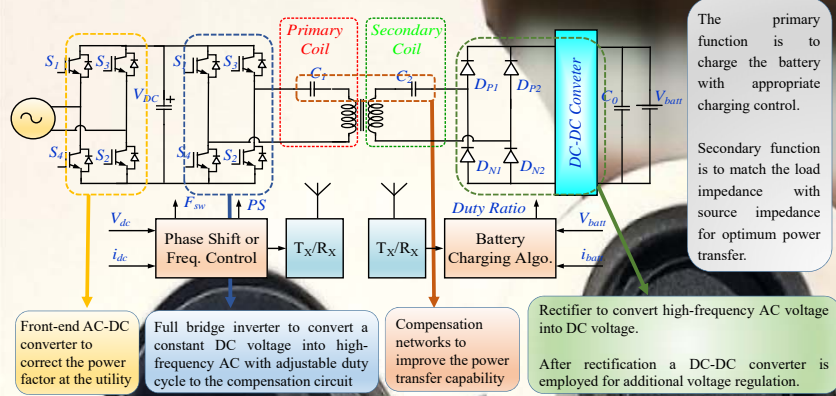 Primary
Coil
Secondary
Coil
S1
S3
S1
S3
VDC
+
S4
S2
S4
S2
C1
C2
DP1
DP2
DN1
DN2
DC-DC Conveter
C0
Vbatt
The primary
function is to
charge the battery
with appropriate
charging control.
Secondary function
is to match the load
impedance with
source impedance
for optimum power
transfer.
Fsw
PS
Duty Ratio
Vdc
idc
Phase Shift or
Freq. Control
TX/RX
TX/RX
Battery
Charging Algo.
Vbatt
ibatt
Front-end AC-DC
converter to
correct the power
factor at the utility
Full bridge inverter to convert a
constant DC voltage into high-
frequency AC with adjustable duty
cycle to the compensation circuit
Compensation
networks to
improve the power
transfer capability
Rectifier to convert high-frequency AC voltage
into DC voltage.
After rectification a DC-DC converter is
employed for additional voltage regulation.